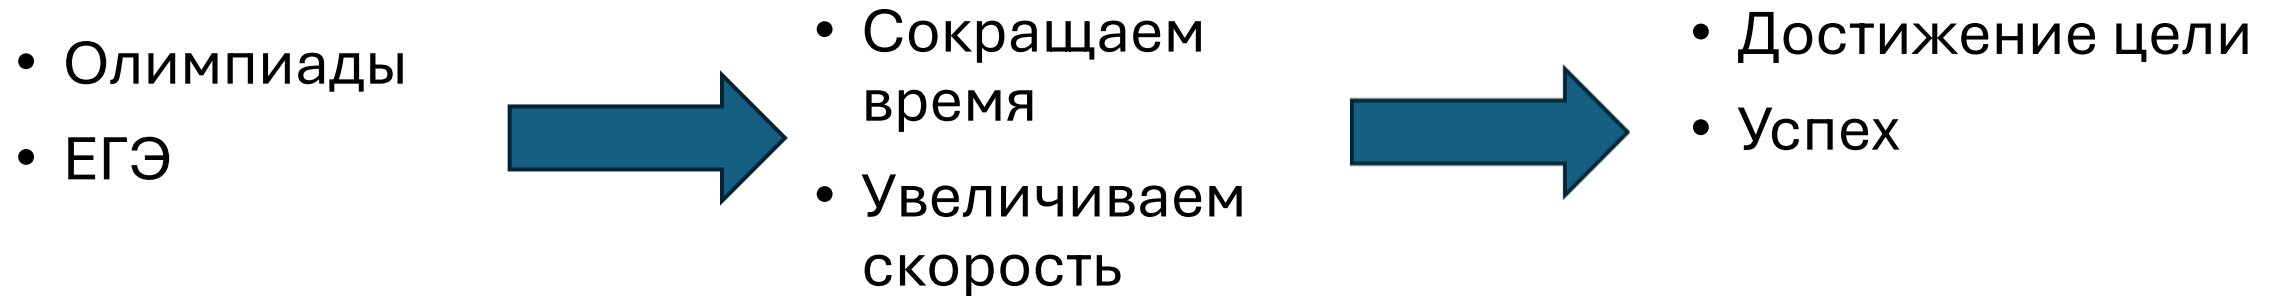 • Олимпиады
• ЕГЭ
• Сокращаем
время
• Увеличиваем
скорость
• Достижение цели
• Успех